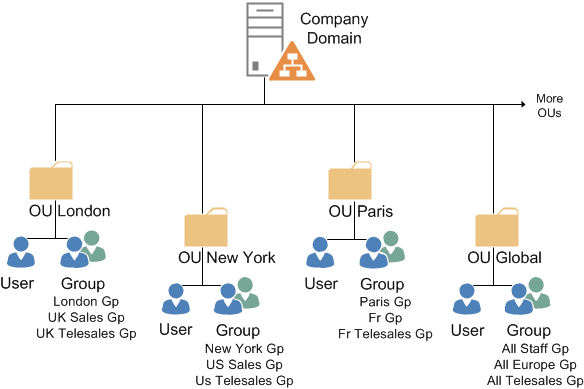 Company
Domain
More
OUs
OU London
User
Group
London Gp
UK Sales Gp
UK Telesales Gp
OU New York
User
Group
New York Gp
US Sales Gp
Us Telesales Gp
OU Paris
User
Group
Paris Gp
Fr Gp
Fr Telesales Gp
OU Global
User
Group
All Staff Gp
All Europe Gp
All Telesales Gp